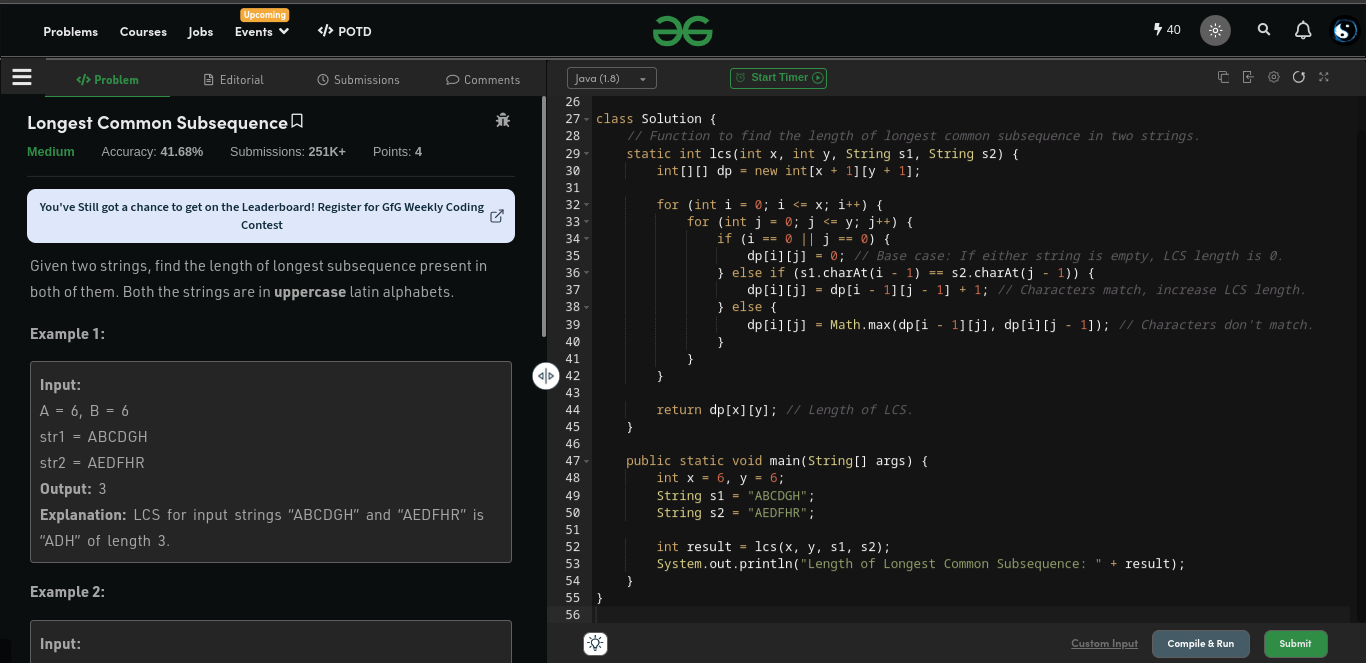 Upcoming
Problems Courses Jobs Events </> POTD 40
</> Problem Editorial Submissions Comments
Java (1.8) Start Timer
Longest Common Subsequence
Medium Accuracy: 41.68% Submissions: 251K+ Points: 4
You've Still got a chance to get on the Leaderboard! Register for GfG Weekly Coding
Contest
Given two strings, find the length of longest subsequence present in
both of them. Both the strings are in uppercase latin alphabets.
Example 1:
Input:
A = 6, B = 6
str1 = ABCDGH
str2 = AEDFHR
Output: 3
Explanation: LCS for input strings “ABCDGH” and “AEDFHR” is
“ADH” of length 3.
Example 2:
Input:
26
27 class Solution {
28 // Function to find the length of longest common subsequence in two strings.
29 static int lcs(int x, int y, String s1, String s2) {
30 int[][] dp = new int[x + 1][y + 1];
31
32 for (int i = 0; i <= x; i++) {
33 for (int j = 0; j <= y; j++) {
34 if (i == 0 || j == 0) {
35 dp[i][j] = 0; // Base case: If either string is empty, LCS length is 0.
36 } else if (s1.charAt(i - 1) == s2.charAt(j - 1)) {
37 dp[i][j] = dp[i - 1][j - 1] + 1; // Characters match, increase LCS length.
38 } else {
39 dp[i][j] = Math.max(dp[i - 1][j], dp[i][j - 1]); // Characters don't match.
40 }
41 }
42 }
43
44 return dp[x][y]; // Length of LCS.
45 }
46
47 public static void main(String[] args) {
48 int x = 6, y = 6;
49 String s1 = "ABCDGH";
50 String s2 = "AEDFHR";
51
52 int result = lcs(x, y, s1, s2);
53 System.out.println("Length of Longest Common Subsequence: " + result);
54 }
55 }
56
Custom Input Compile & Run Submit